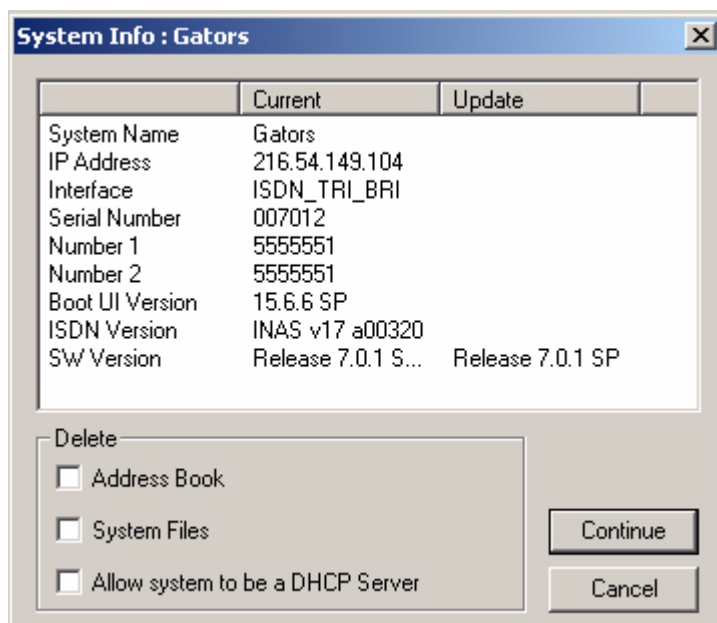 System Info : Gators
Current Update
System Name Gators
IP Address 216.54.149.104
Interface ISDN_TRI_BRI
Serial Number 007012
Number 1 5555551
Number 2 5555551
Boot UI Version 15.6.6 SP
ISDN Version INAS v17 a00320
SW Version Release 7.0.1 S... Release 7.0.1 SP
Delete
Address Book
System Files
Allow system to be a DHCP Server
Continue
Cancel